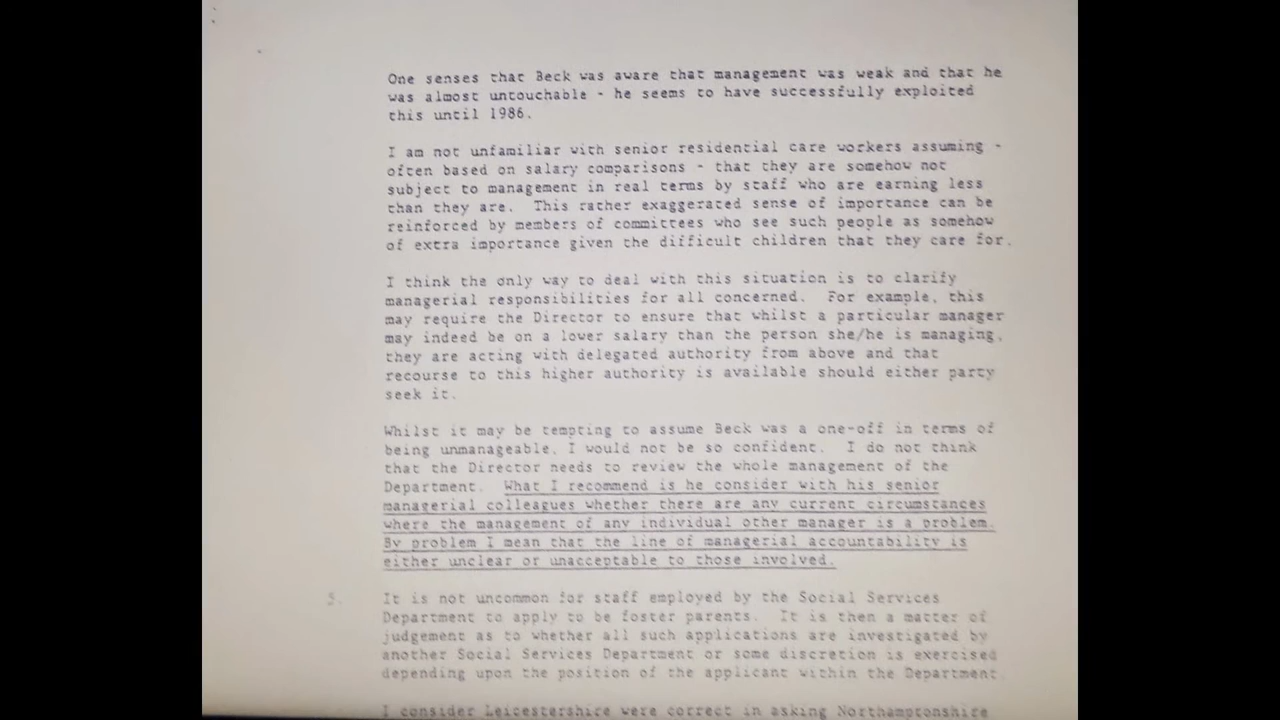 One senses that Beck was aware that management was weak and that he
was almost untouchable - he seems to have successfully exploited
this until 1986.
I am not unfamiliar with senior residential care workers assuming -
often based on salary comparisons - that they are somehow not
subject to management in real terms by staff who are earning less
than they are. This rather exaggerated sense of importance can be
reinforced by members of committees who see such people as somehow
of extra importance given the difficult children that they care for.
I think the only way to deal with this situation is to clarify
managerial responsibilities for all concerned. For example, this
may require the Director to ensure that whilst a particular manager
may indeed be on a lower salary than the person she/he is managing,
they are acting with delegated authority from above and that
recourse to this higher authority is available should either party
seek it.
Whilst it may be tempting to assume Beck was a one-off in terms of
being unmanageable, I would not be so confident. I do not think
that the Director needs to review the whole management of the
Department. What I recommend is he consider with his senior
managerial colleagues whether there are any current circumstances
where the management of any individual other manager is a problem.
By problem I mean that the line of managerial accountability is
either unclear or unacceptable to those involved.
5. It is not uncommon for staff employed by the Social Services
Department to apply to be foster parents. It is then a matter of
judgement as to whether all such applications are investigated by
another Social Services Department or some discretion is exercised
depending upon the position of the applicant within the Department.
I consider Leicestershire were correct in asking Northamptonshire